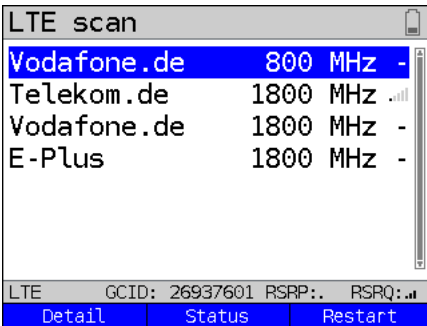 LTE scan
Vodafone.de 800 MHz -
Telekom.de 1800 MHz
Vodafone.de 1800 MHz -
E-Plus 1800 MHz -
LTE GCID: 26937601 RSRP:. RSRQ:
Detail Status Restart